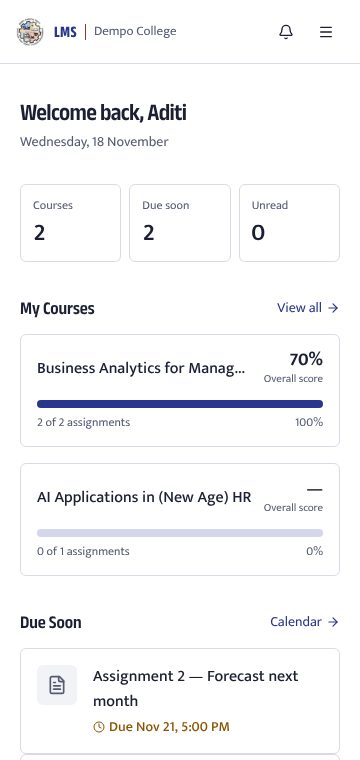 LMS
Dempo College
Welcome back, Aditi
Wednesday, 18 November
Courses
2
Due soon
2
Unread
0
My Courses
View all →
Business Analytics for Manag...
70%
Overall score
2 of 2 assignments
100%
AI Applications in (New Age) HR
—
Overall score
0 of 1 assignments
0%
Due Soon
Calendar →
Assignment 2 — Forecast next
month
Due Nov 21, 5:00 PM